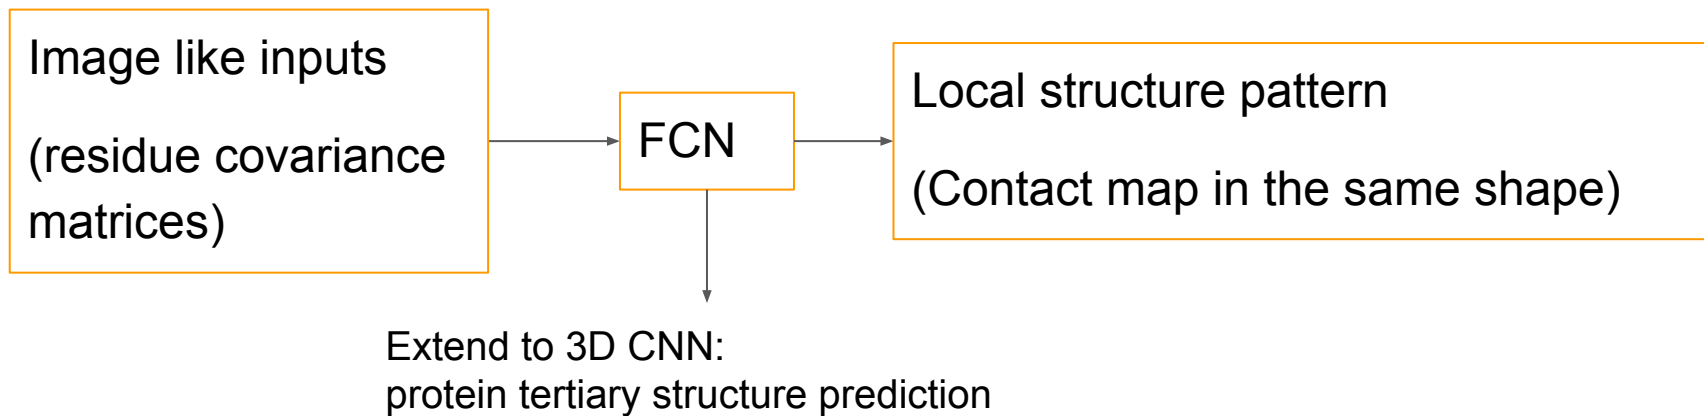 Image like inputs
(residue covariance
matrices)
FCN
Local structure pattern
(Contact map in the same shape)
Extend to 3D CNN:
protein tertiary structure prediction